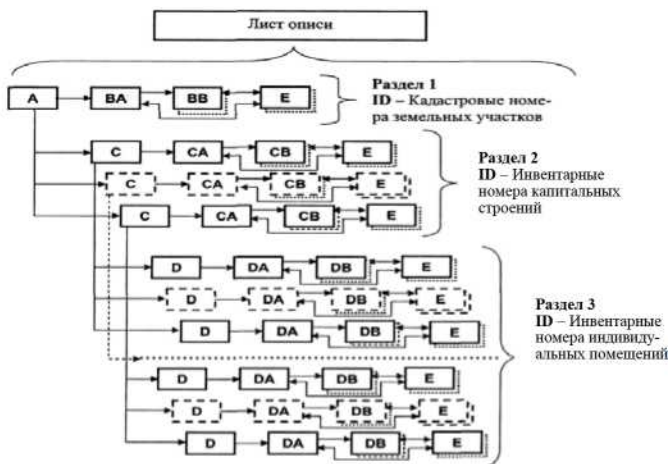 Лист описи
A BA BB E
Раздел 1
ID – Кадастровые номе-
ра земельных участков
C CA CB E
C CA CB E
C CA CB E
Раздел 2
ID – Инвентарные
номера капитальных
строений
D DA DB E
D DA DB E
D DA DB E
Раздел 3
ID – Инвентарные
номера индивиду-
альных помещений
D DA DB E
D DA DB E
D DA DB E